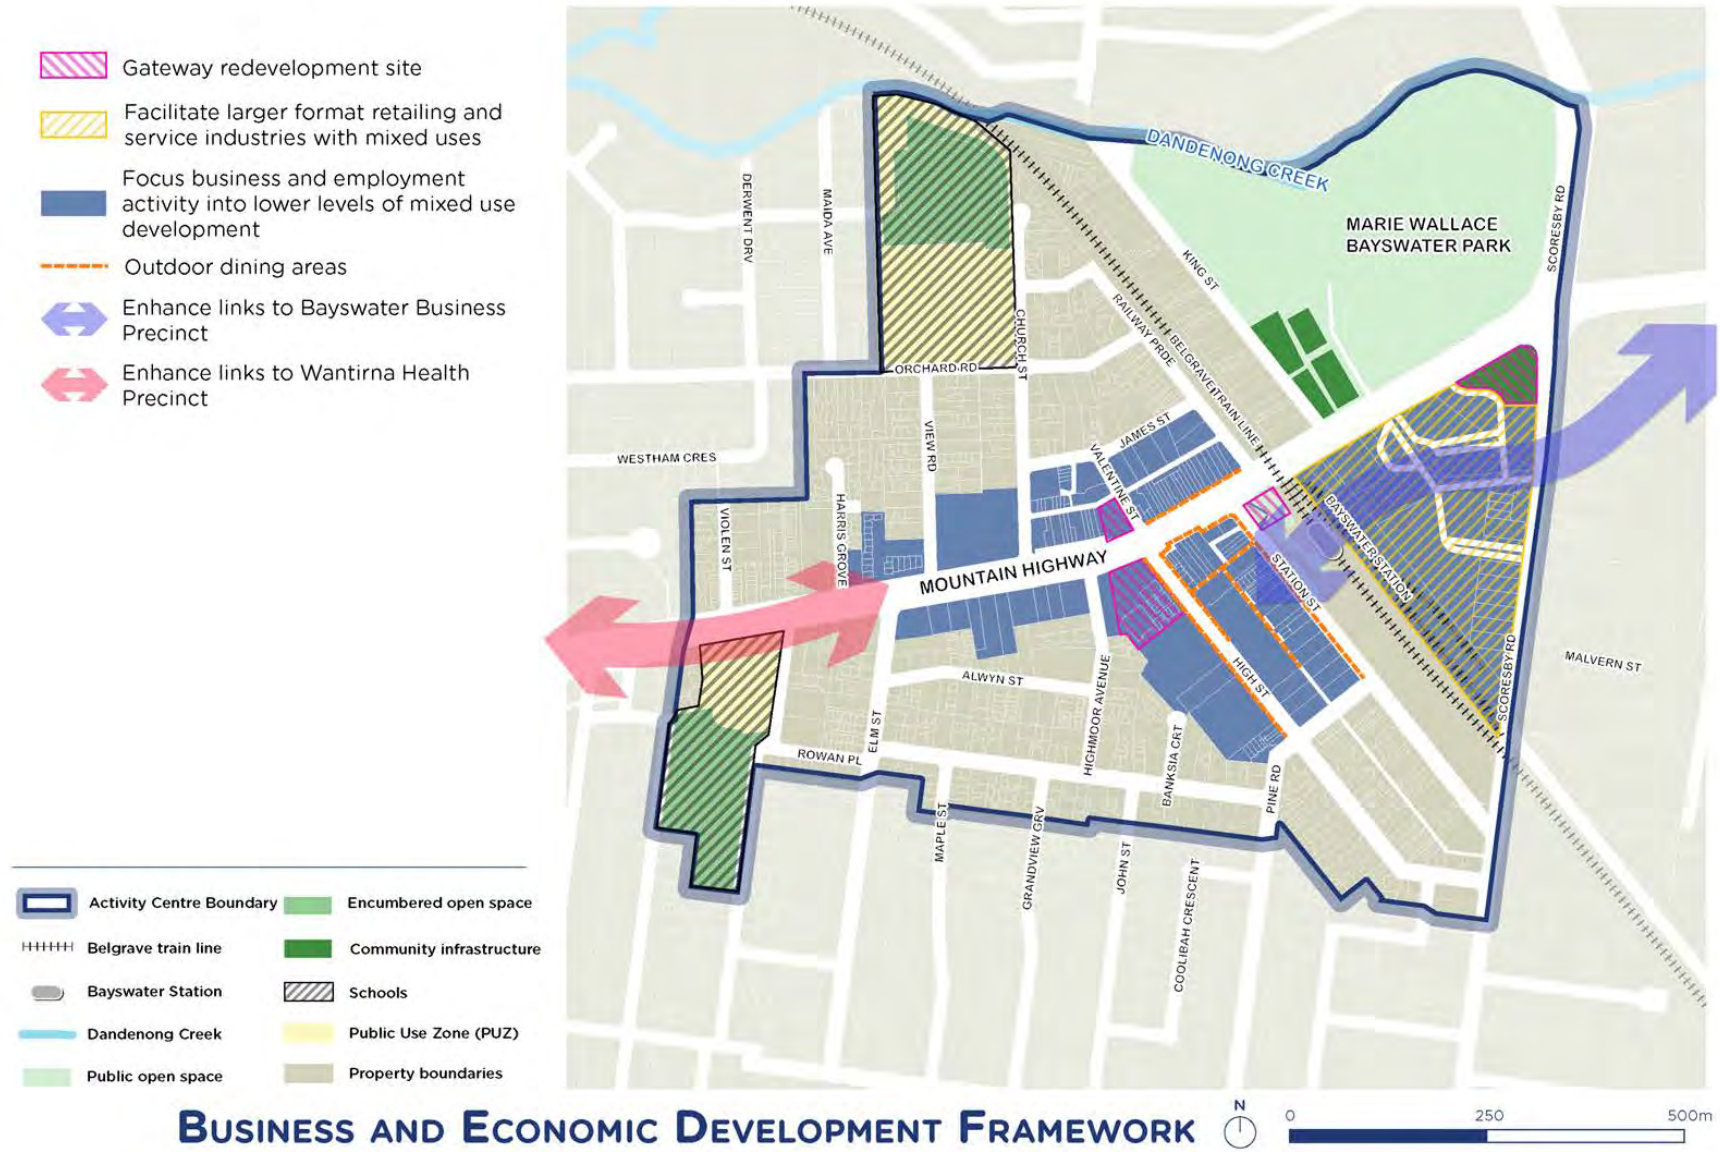 Gateway redevelopment site
Facilitate larger format retailing and
service industries with mixed uses
Focus business and employment
activity into lower levels of mixed use
development
Outdoor dining areas
Enhance links to Bayswater Business
Precinct
Enhance links to Wantirna Health
Precinct
Activity Centre Boundary
Belgrave train line
Bayswater Station
Dandenong Creek
Public open space
Encumbered open space
Community infrastructure
Schools
Public Use Zone (PUZ)
Property boundaries
DANDENONG CREEK
MARIE WALLACE
BAYSWATER PARK
SCORESBY RD
DERWENT DRV
MAIDA AVE
KING ST
RAILWAY PRDE
BELGRAVE TRAIN LINE
CHURCH ST
ORCHARD RD
VIEW RD
JAMES ST
VALENTINE ST
WESTHAM CRES
HARRIS GROVE
VIOLEN ST
MOUNTAIN HIGHWAY
BAYSWATER STATION
STATION ST
HIGH ST
MALVERN ST
SCORESBY RD
ALWYN ST
HIGHMOOR AVENUE
ELM ST
ROWAN PL
BANKSIA CRT
PINE RD
MAPLE ST
GRANDVIEW GRV
JOHN ST
COOLIBAH CRESCENT
BUSINESS AND ECONOMIC DEVELOPMENT FRAMEWORK
N
0 250 500m